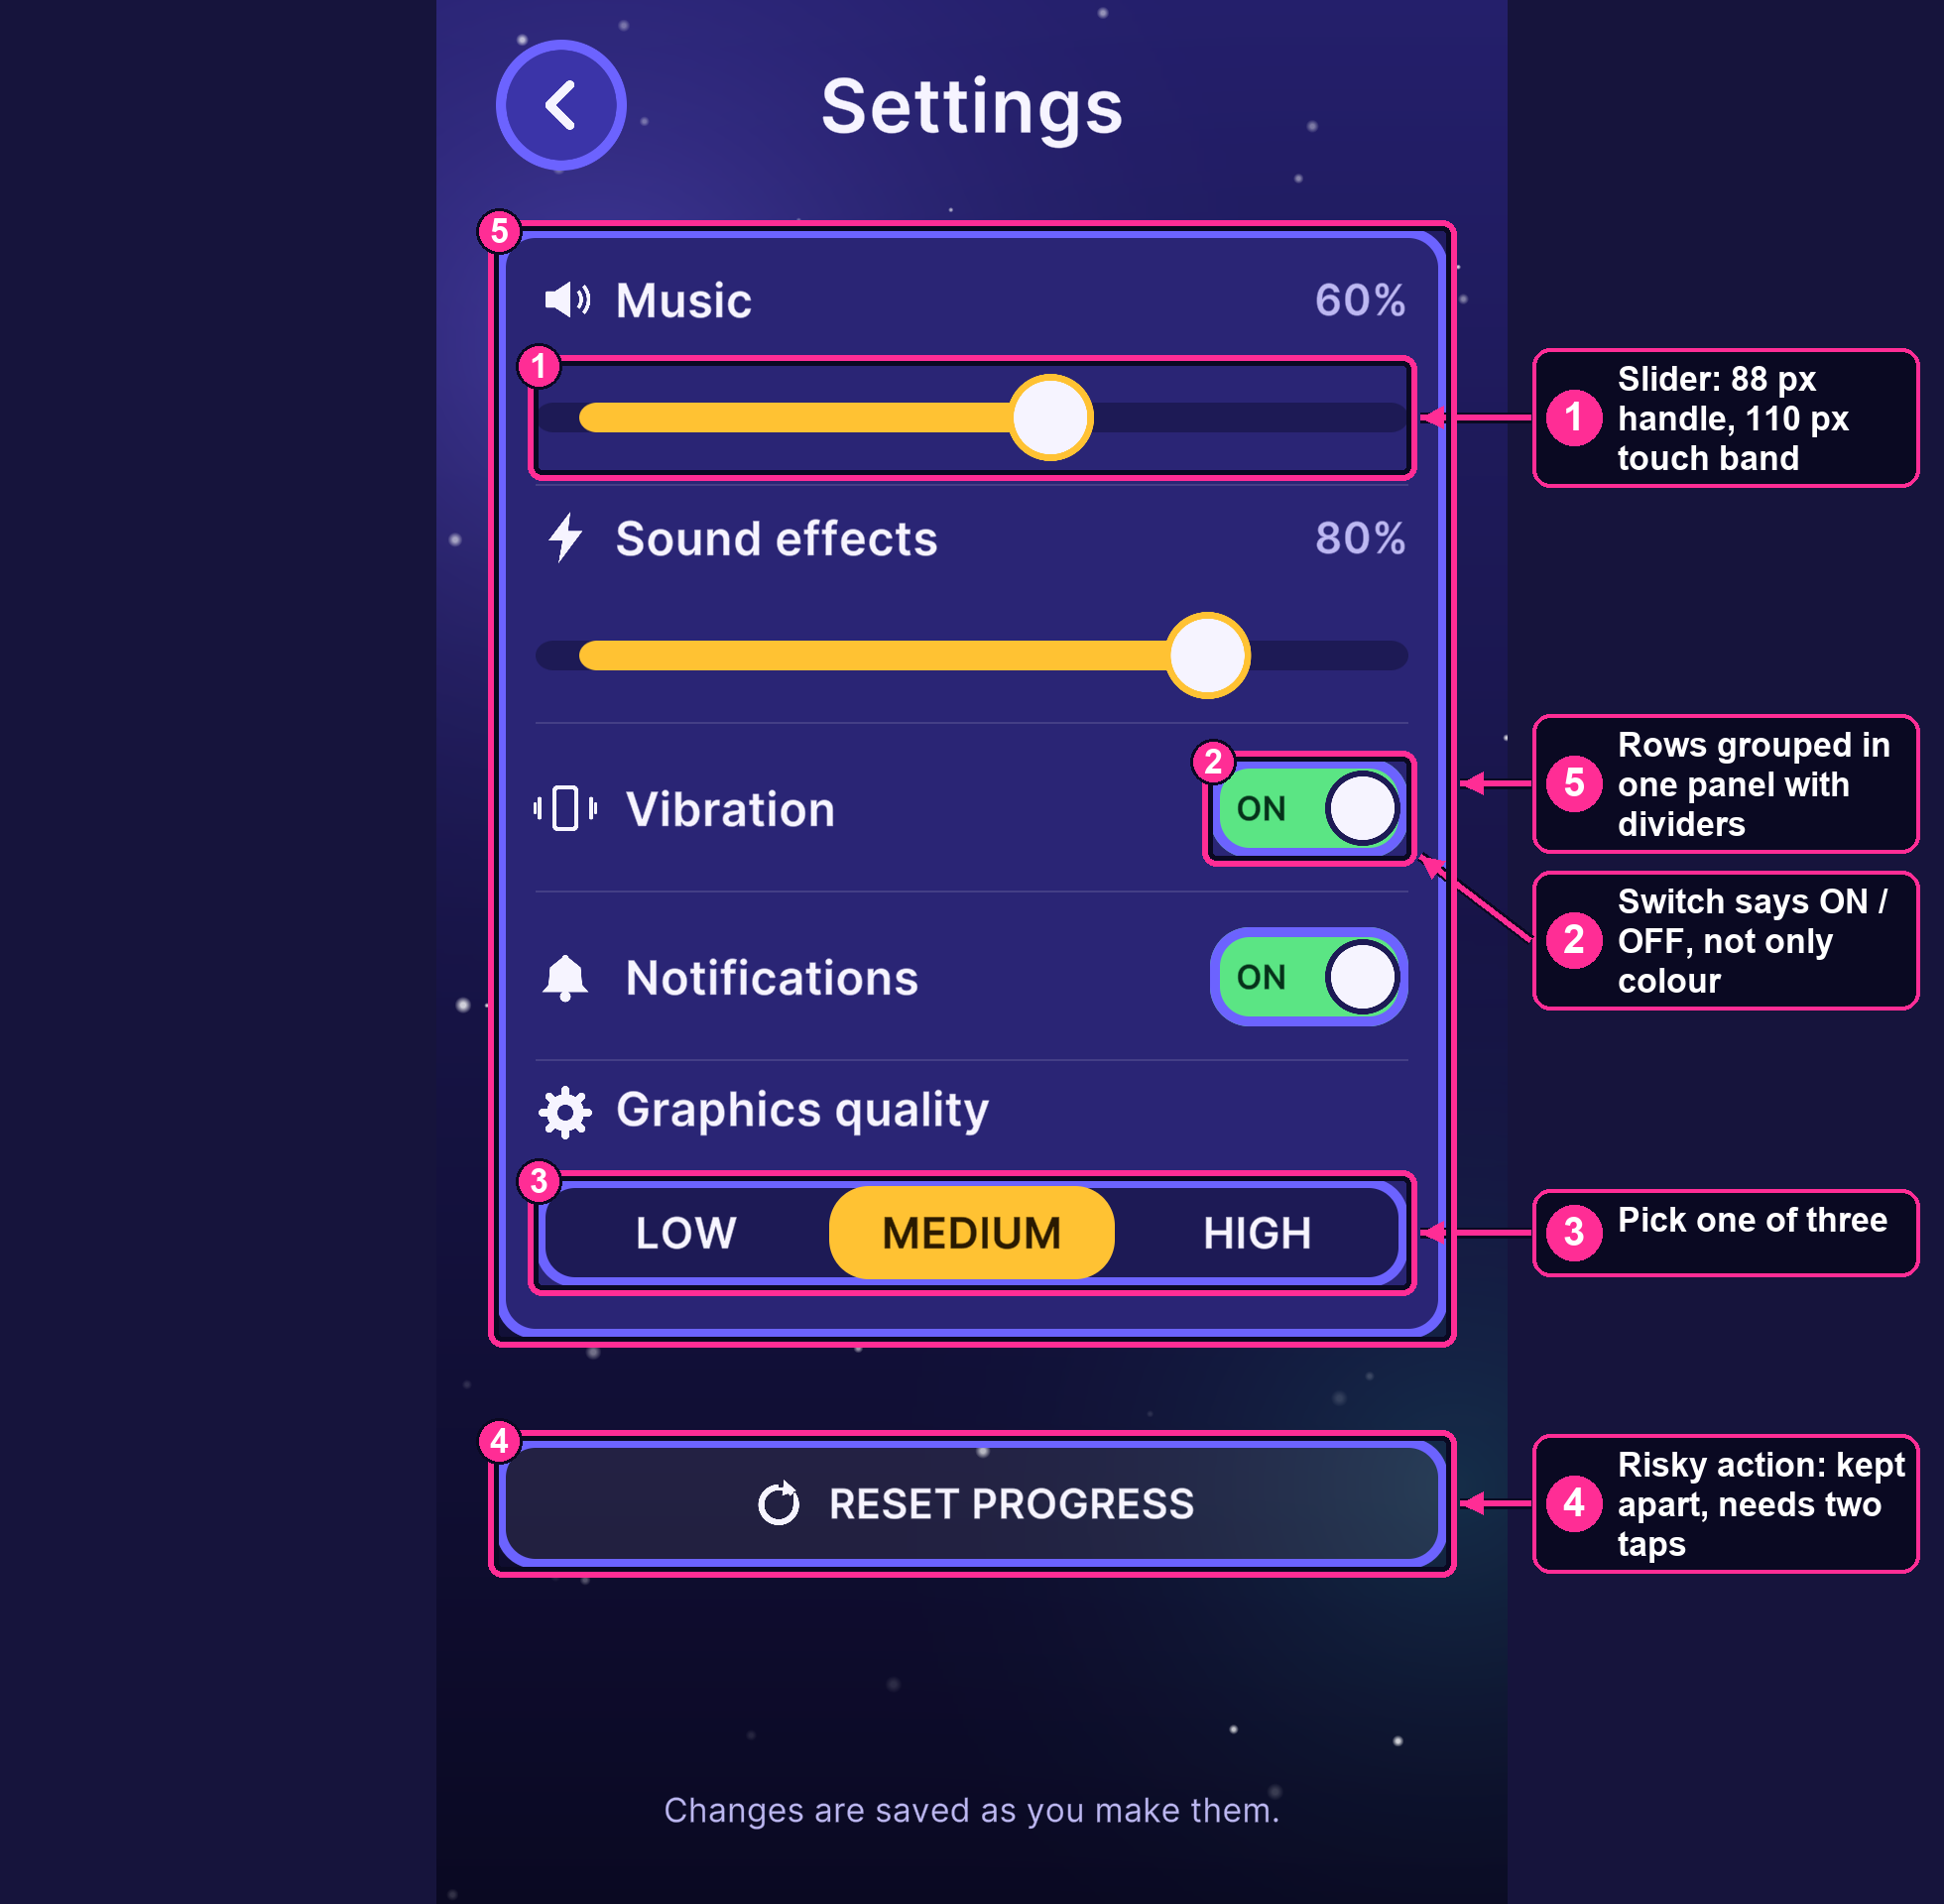 Settings
5
Music
60%
1
Sound effects
80%
Vibration
2
ON
Notifications
ON
Graphics quality
3
LOW
MEDIUM
HIGH
4
RESET PROGRESS
Changes are saved as you make them.
1
Slider: 88 px
handle, 110 px
touch band
5
Rows grouped in
one panel with
dividers
2
Switch says ON /
OFF, not only
colour
3
Pick one of three
4
Risky action: kept
apart, needs two
taps